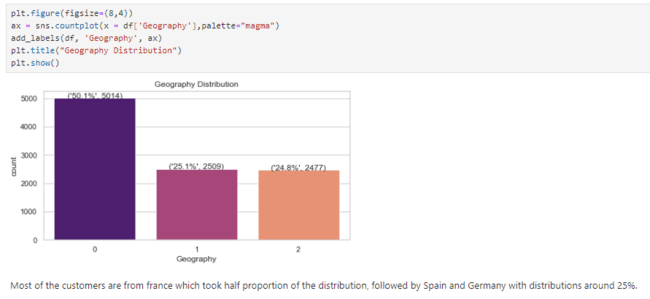 plt.figure(figsize=(8,4))
ax = sns.countplot(x = df['Geography'],palette="magma")
add_labels(df, 'Geography', ax)
plt.title("Geography Distribution")
plt.show()
Geography Distribution
5000
4000
3000
2000
1000
0
count
('50.1%', 5014)
('25.1%', 2509)
('24.8%', 2477)
0 1 2
Geography
Most of the customers are from france which took half proportion of the distribution, followed by Spain and Germany with distributions around 25%.